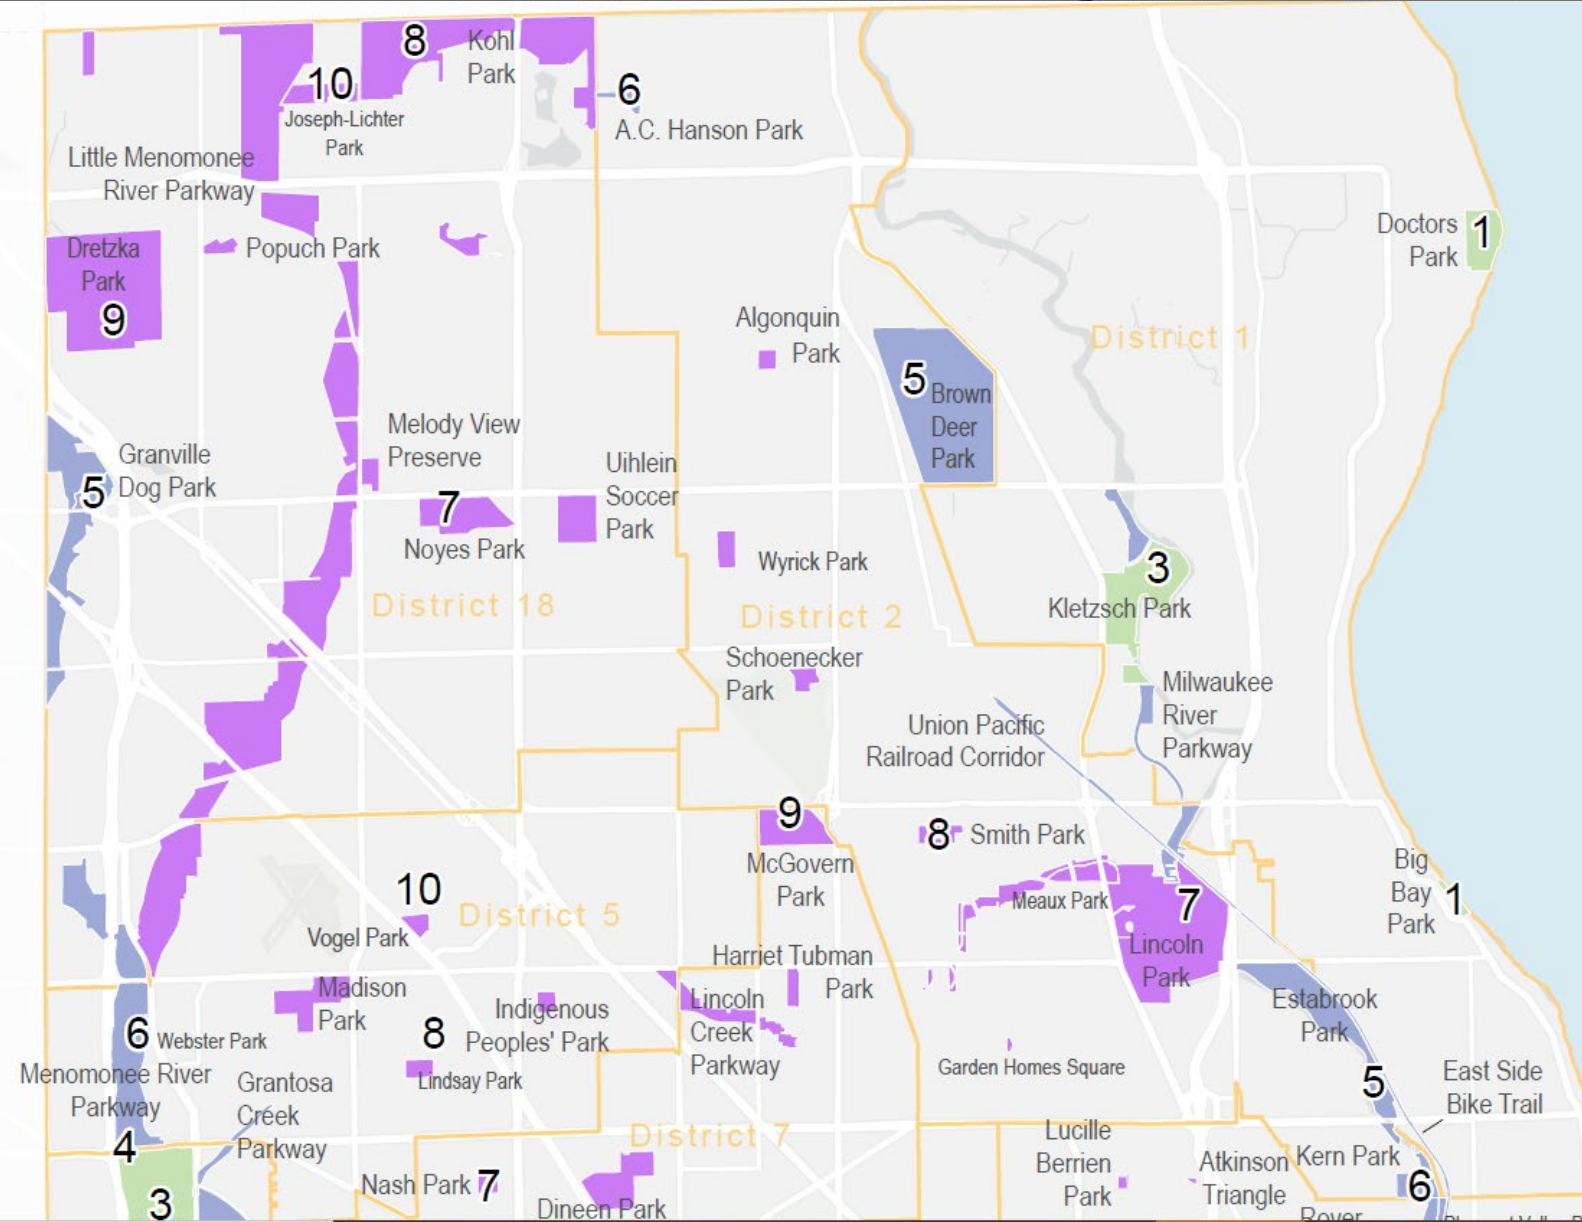 8
Kohl
Park
10
Joseph-Lichter
Park
6
A.C. Hanson Park
Little Menomonee
River Parkway
Doctors
Park
1
Dretzka
Park
9
Popuch Park
Algonquin
Park
District 1
5
Brown
Deer
Park
Melody View
Preserve
Granville
Dog Park
5
Uihlein
Soccer
Park
7
Noyes Park
Wyrick Park
3
Kletzsch Park
District 18
District 2
Schoenecker
Park
Milwaukee
River
Parkway
Union Pacific
Railroad Corridor
9
McGovern
Park
8
Smith Park
Big
Bay
Park
1
10
Vogel Park
District 5
Meaux Park
7
Lincoln
Park
Harriet Tubman
Park
Madison
Park
Indigenous
Peoples' Park
Lincoln
Creek
Parkway
Estabrook
Park
6
Webster Park
8
Lindsay Park
Garden Homes Square
Menomonee River
Parkway
Grantosa
Creek
Parkway
5
East Side
Bike Trail
4
District 7
Lucille
Berrien
Park
Atkinson
Triangle
Kern Park
6
3
Nash Park
7
Dineen Park
Rover